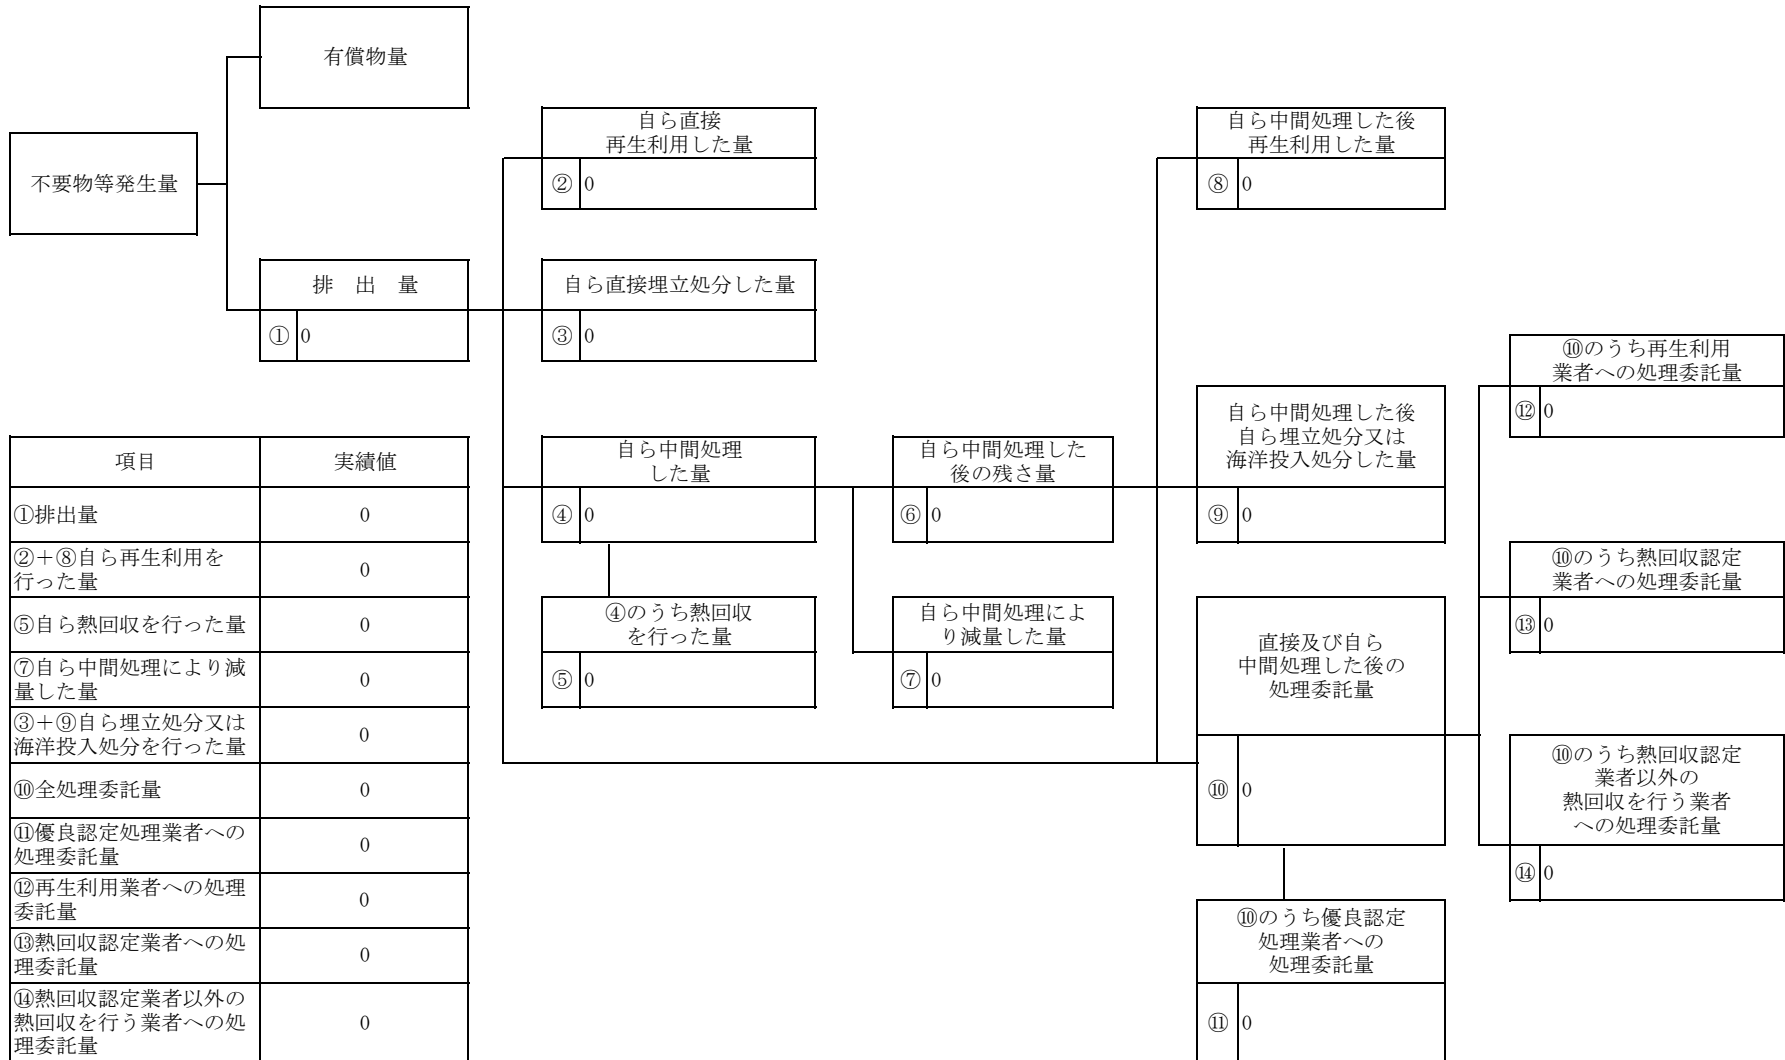 有償物量
不要物等発生量
排　出　量
① 0
自ら直接
再生利用した量
② 0
自ら直接埋立処分した量
③ 0
自ら中間処理
した量
④ 0
④のうち熱回収
を行った量
⑤ 0
自ら中間処理した
後の残さ量
⑥ 0
自ら中間処理によ
り減量した量
⑦ 0
自ら中間処理した後
再生利用した量
⑧ 0
自ら中間処理した後
自ら埋立処分又は
海洋投入処分した量
⑨ 0
直接及び自ら
中間処理した後の
処理委託量
⑩ 0
⑩のうち優良認定
処理業者への
処理委託量
⑪ 0
⑩のうち再生利用
業者への処理委託量
⑫ 0
⑩のうち熱回収認定
業者への処理委託量
⑬ 0
⑩のうち熱回収認定
業者以外の
熱回収を行う業者
への処理委託量
⑭ 0
項目 実績値
①排出量 0
②＋⑧自ら再生利用を
行った量 0
⑤自ら熱回収を行った量 0
⑦自ら中間処理により減
量した量 0
③＋⑨自ら埋立処分又は
海洋投入処分を行った量 0
⑩全処理委託量 0
⑪優良認定処理業者への
処理委託量 0
⑫再生利用業者への処理
委託量 0
⑬熱回収認定業者への処
理委託量 0
⑭熱回収認定業者以外の
熱回収を行う業者への処
理委託量 0